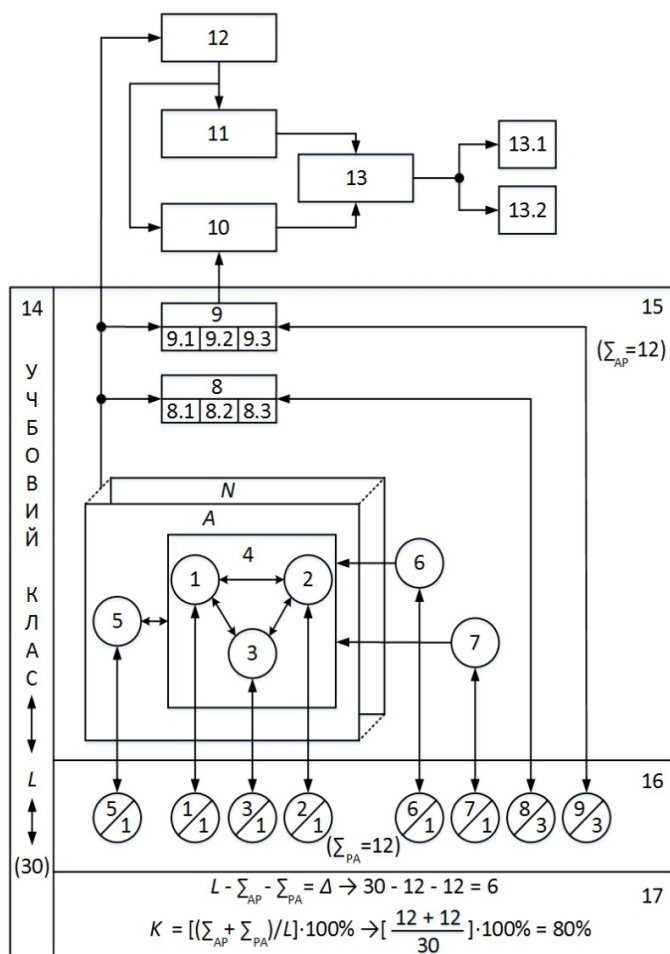 12
11
13
13.1
13.2
10
14
15
9
9.1 9.2 9.3
(∑AP=12)
8
8.1 8.2 8.3
УЧБОВИЙ КЛАС
N
A
4
1
2
3
5
6
7
L
(30)
16
5/1 1/1 3/1 2/1 6/1 7/1 8/3 9/3
(∑PA=12)
17
L - ∑AP - ∑PA = Δ → 30 - 12 - 12 = 6
K = [(∑AP + ∑PA)/L]·100% →[ (12 + 12)/30 ]·100% = 80%